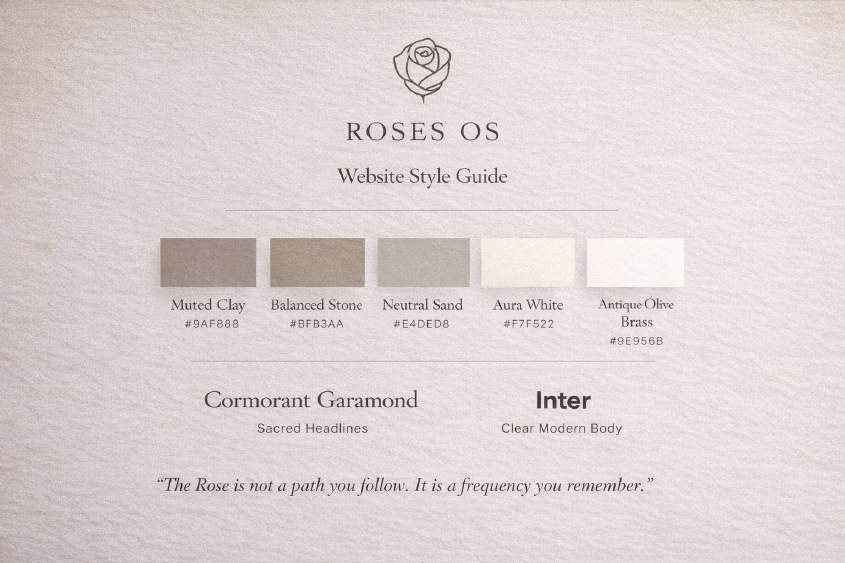 ROSES OS
Website Style Guide
Muted Clay
#9AF888
Balanced Stone
#BFB3AA
Neutral Sand
#E4DED8
Aura White
#F7F522
Antique Ólive
Brass
#9E956B
Cormorant Garamond
Sacred Headlines
Inter
Clear Modern Body
“The Rose is not a path you follow. It is a frequency you remember.”